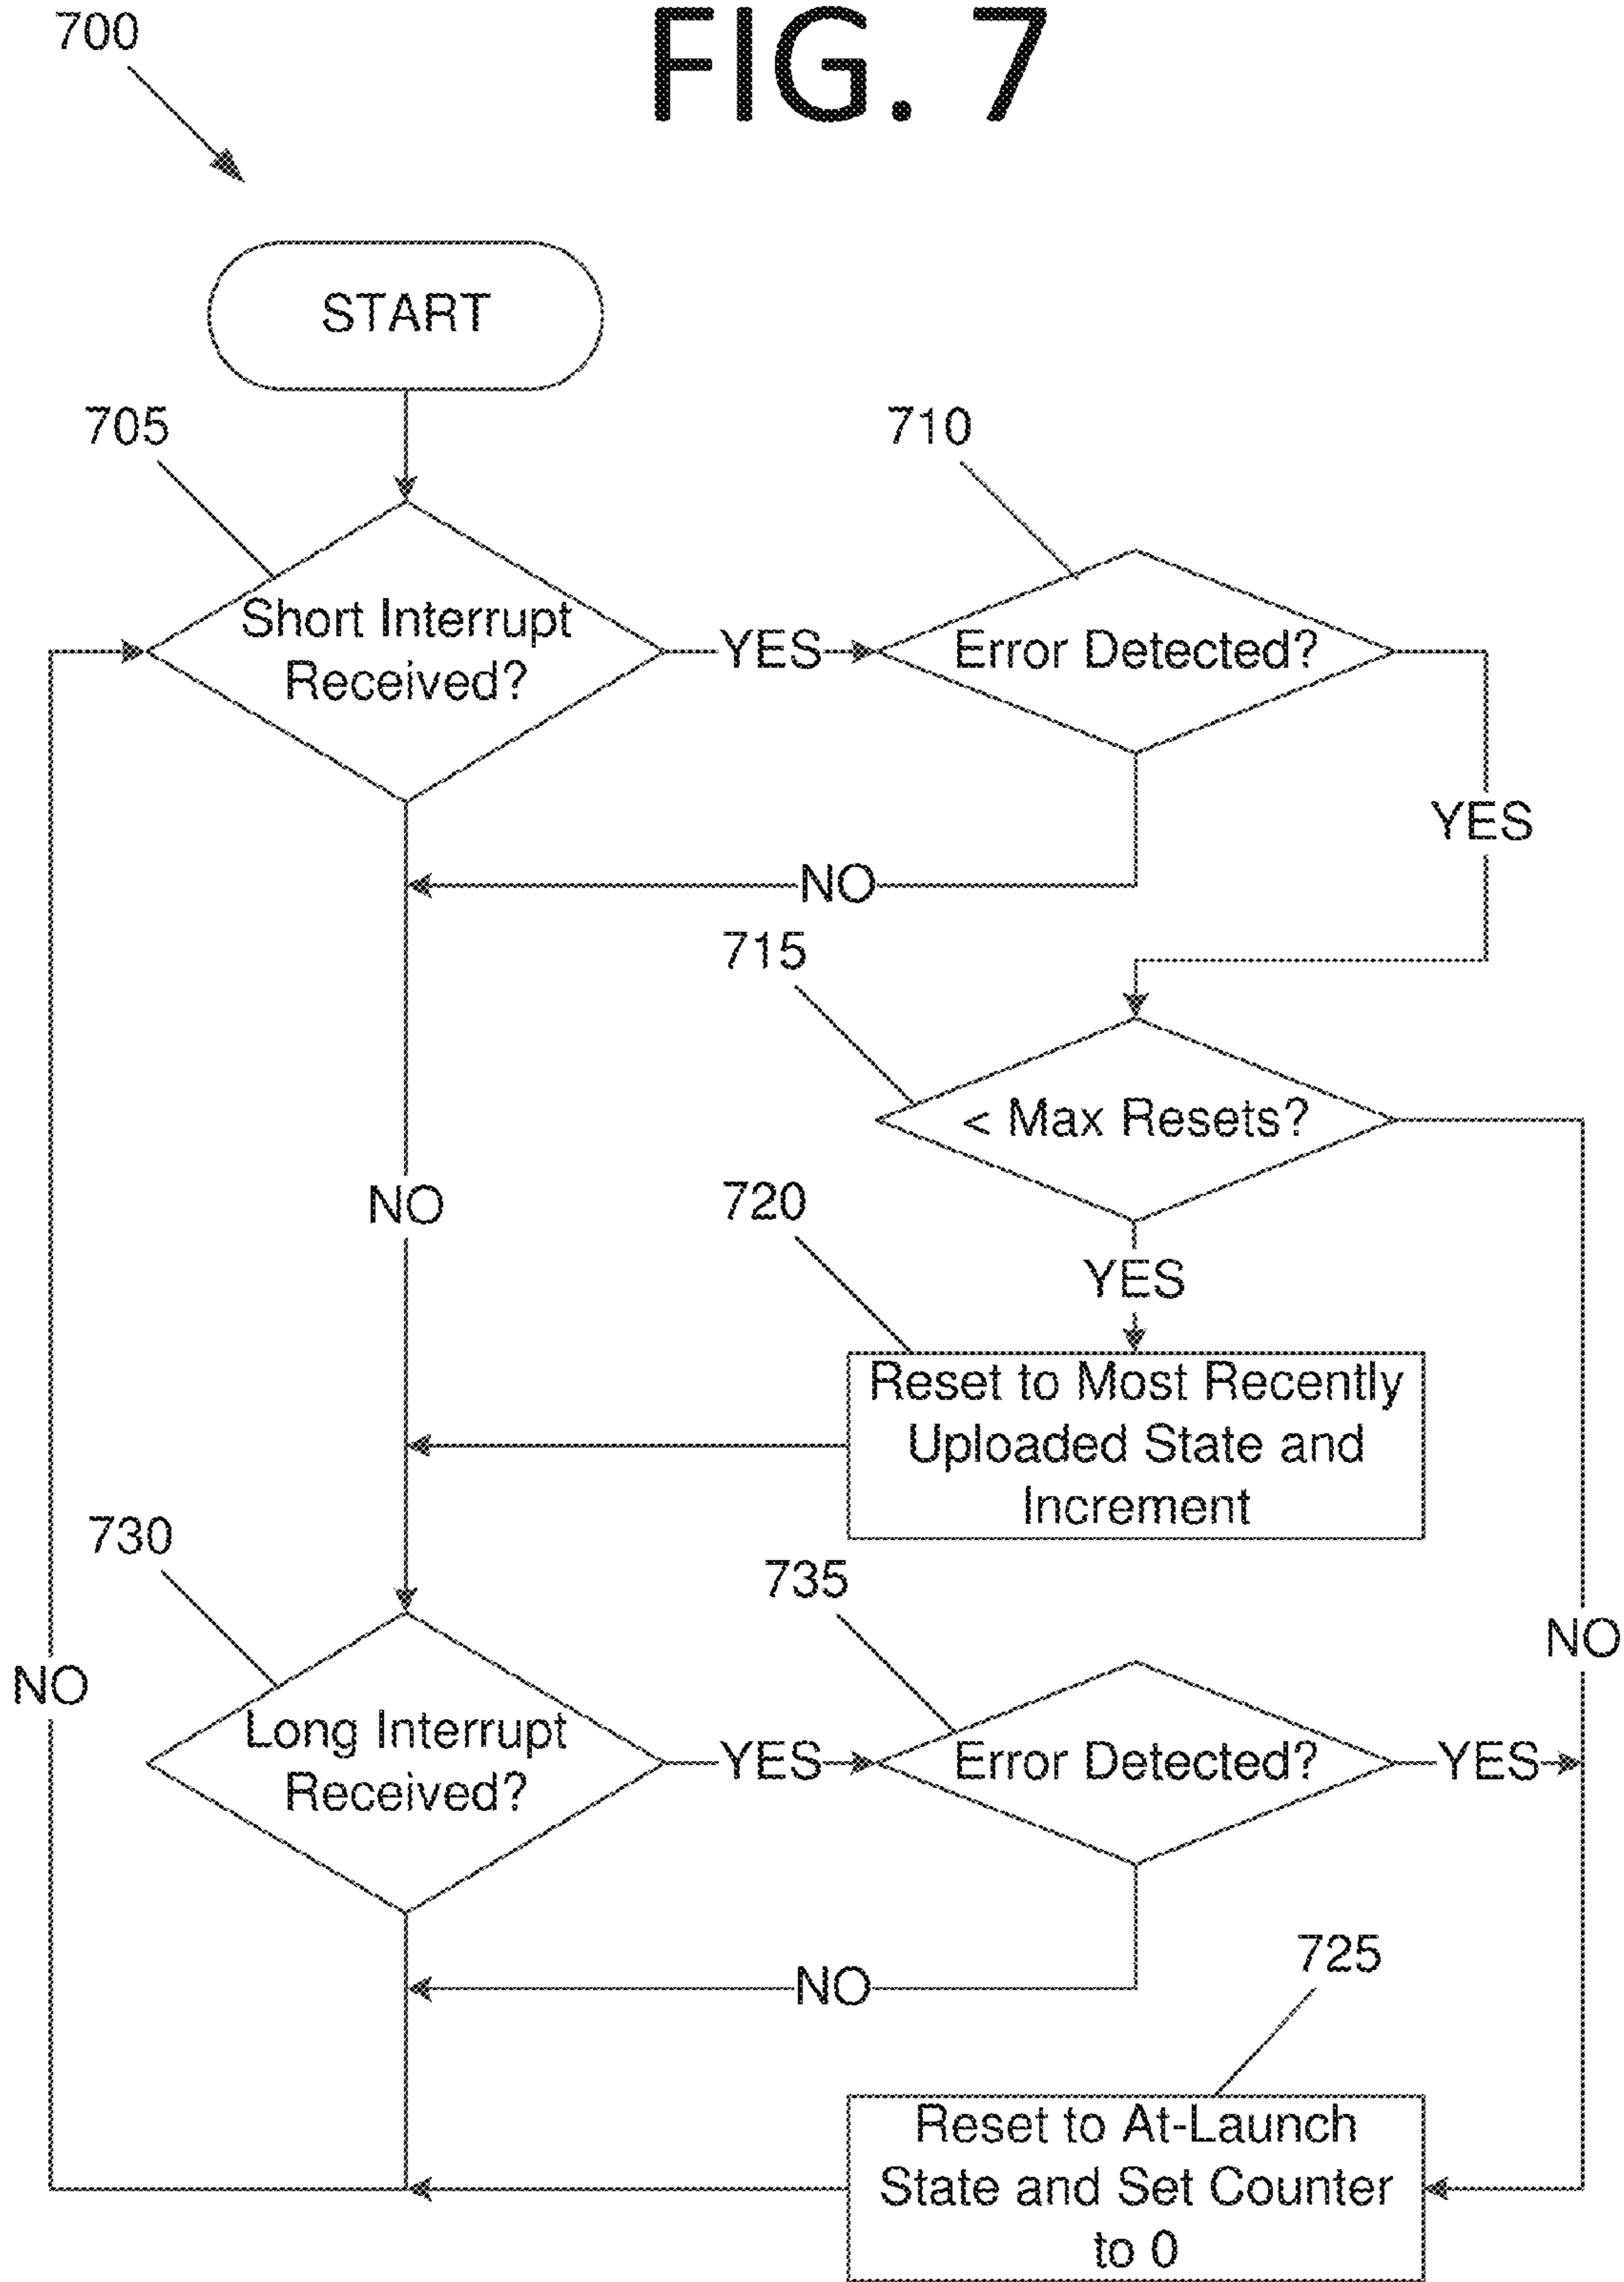 FIG. 7
700
START
705
710
Short Interrupt
Received?
YES
Error Detected?
YES
NO
715
< Max Resets?
NO
720
YES
Reset to Most Recently
Uploaded State and
Increment
730
735
NO
NO
Long Interrupt
Received?
YES
Error Detected?
YES
725
NO
Reset to At-Launch
State and Set Counter
to 0